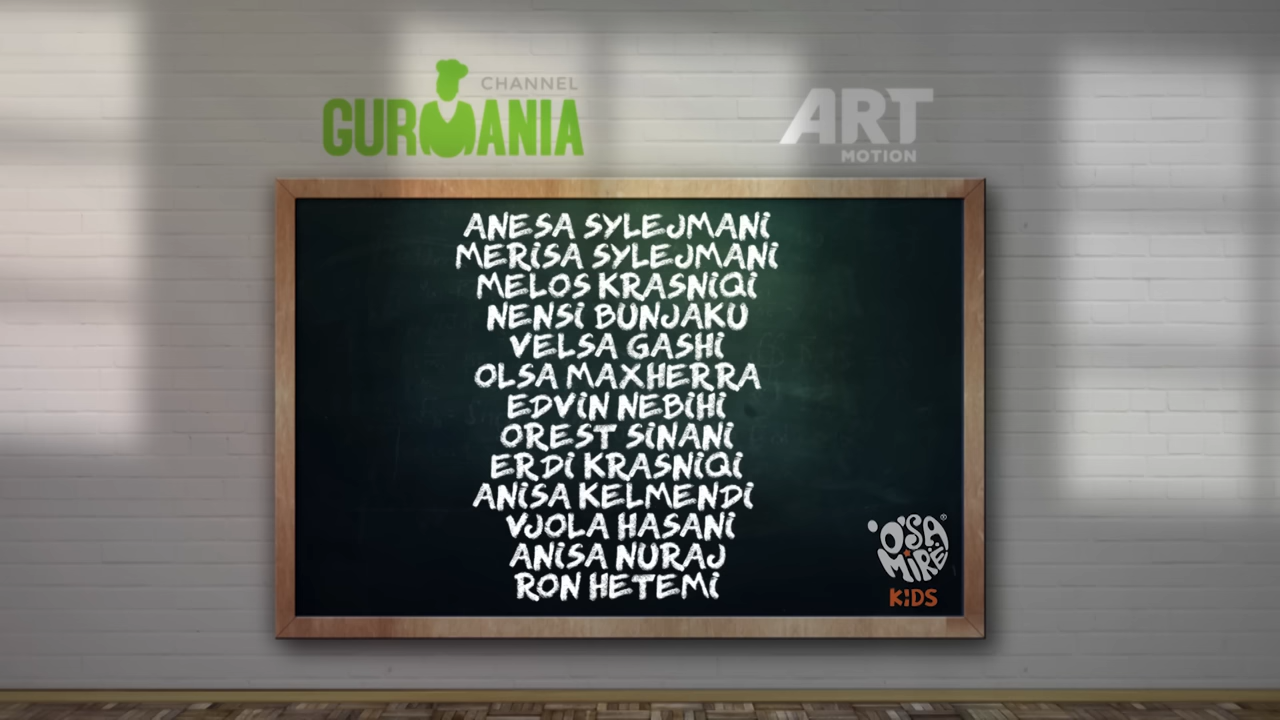 CHANNEL
GURMANIA
ART
MOTION
ANESA SYLEJMANi
MERiSA SYLEJMANi
MELOS KRASNiQi
NENSi BUNJAKU
VELSA GASHi
OLSA MAXHERRA
EDViN NEBiHi
OREST SiNANi
ERDi KRASNiQi
ANiSA KELMENDi
VJOLA HASANi
ANiSA NURAJ
RON HETEMi
O'SA
MIRË
KiDS